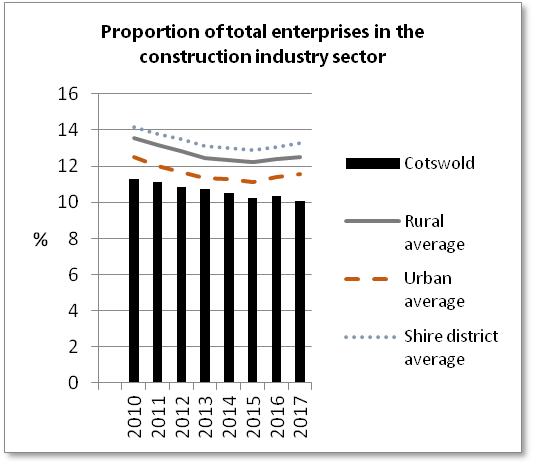 Proportion of total enterprises in the
construction industry sector
16
14
12
10
8
6
4
2
0
%
2010
2011
2012
2013
2014
2015
2016
2017
Cotswold
Rural
average
Urban
average
Shire district
average